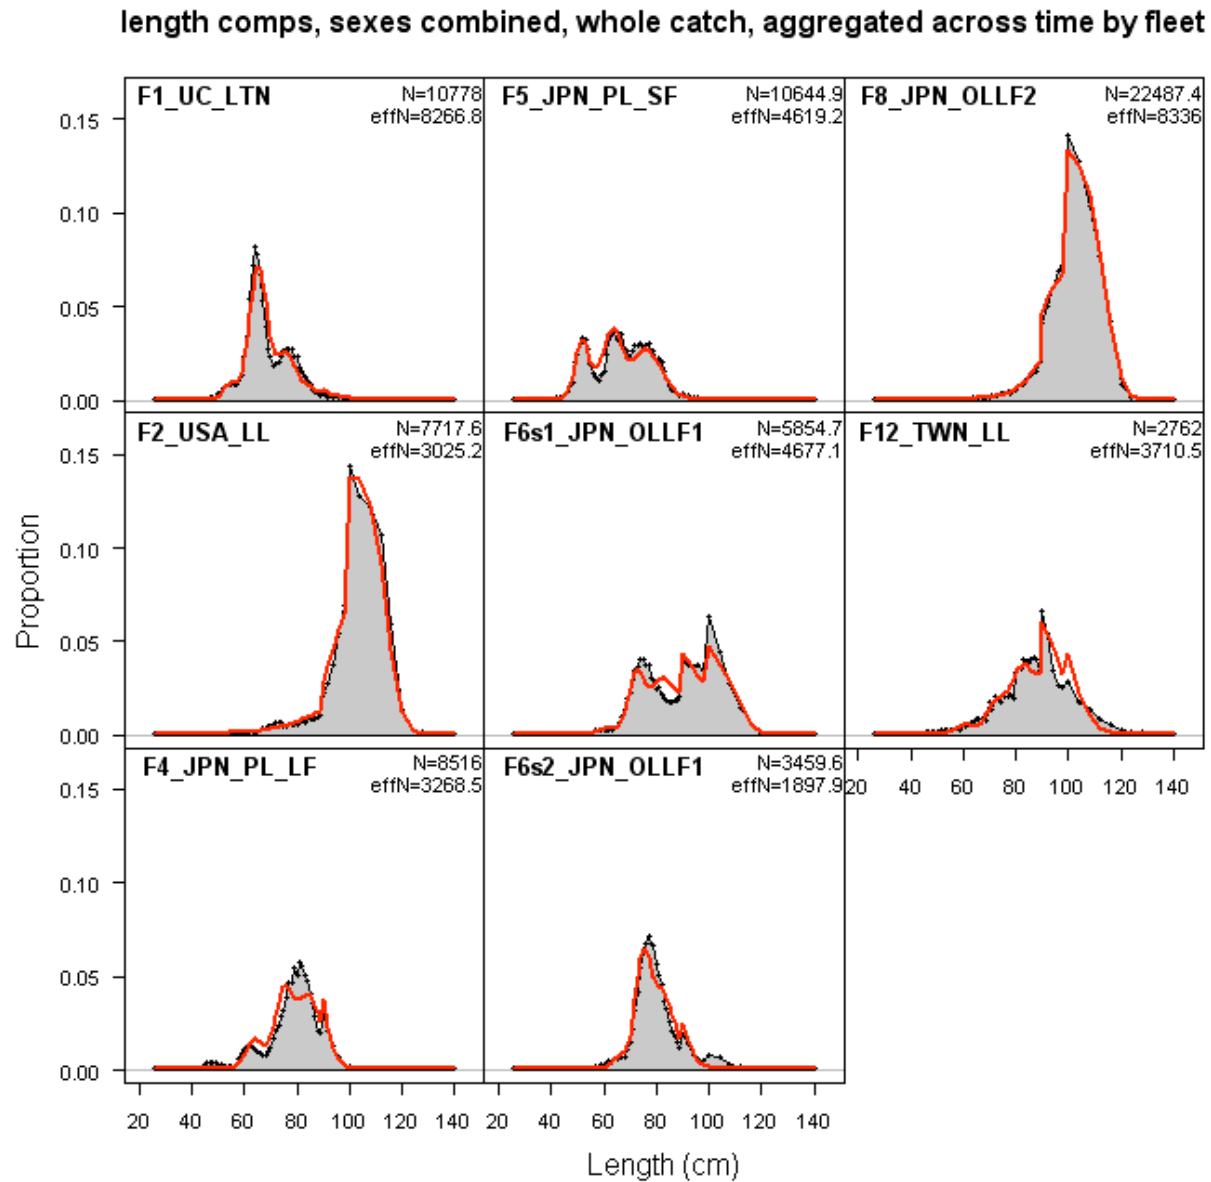 length comps, sexes combined, whole catch, aggregated across time by fleet
F1_UC_LTN
N=10778
effN=8266.8
F5_JPN_PL_SF
N=10644.9
effN=4619.2
F8_JPN_OLLF2
N=22487.4
effN=8336
0.15
0.10
0.05
0.00
F2_USA_LL
N=7717.6
effN=3025.2
F6s1_JPN_OLLF1
N=5854.7
effN=4677.1
F12_TWN_LL
N=2762
effN=3710.5
0.15
0.10
0.05
0.00
Proportion
F4_JPN_PL_LF
N=8516
effN=3268.5
F6s2_JPN_OLLF1
N=3459.6
effN=1897.9
20 40 60 80 100 120 140
0.15
0.10
0.05
0.00
20 40 60 80 100 120 140
20 40 60 80 100 120 140
Length (cm)